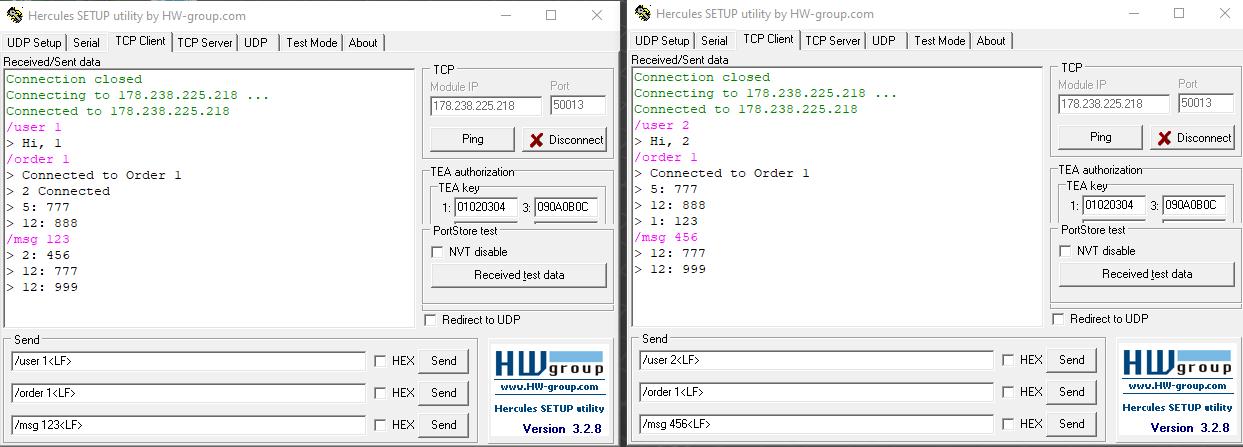 Hercules SETUP utility by HW-group.com
UDP Setup Serial TCP Client TCP Server UDP Test Mode About
Received/Sent data
Connection closed
Connecting to 178.238.225.218 ...
Connected to 178.238.225.218
/user 1
> Hi, 1
/order 1
> Connected to Order 1
> 2 Connected
> 5: 777
> 12: 888
/msg 123
> 2: 456
> 12: 777
> 12: 999
TCP
Module IP Port
178.238.225.218 50013
Ping Disconnect
TEA authorization
TEA key
1: 01020304 3: 090A0B0C
PortStore test
NVT disable
Received test data
Redirect to UDP
Send
/user 1<LF> HEX Send
/order 1<LF> HEX Send
/msg 123<LF> HEX Send
HWgroup
www.HW-group.com
Hercules SETUP utility
Version 3.2.8
Hercules SETUP utility by HW-group.com
UDP Setup Serial TCP Client TCP Server UDP Test Mode About
Received/Sent data
Connection closed
Connecting to 178.238.225.218 ...
Connected to 178.238.225.218
/user 2
> Hi, 2
/order 1
> Connected to Order 1
> 5: 777
> 12: 888
> 1: 123
/msg 456
> 12: 777
> 12: 999
TCP
Module IP Port
178.238.225.218 50013
Ping Disconnect
TEA authorization
TEA key
1: 01020304 3: 090A0B0C
PortStore test
NVT disable
Received test data
Redirect to UDP
Send
/user 2<LF> HEX Send
/order 1<LF> HEX Send
/msg 456<LF> HEX Send
HWgroup
www.HW-group.com
Hercules SETUP utility
Version 3.2.8